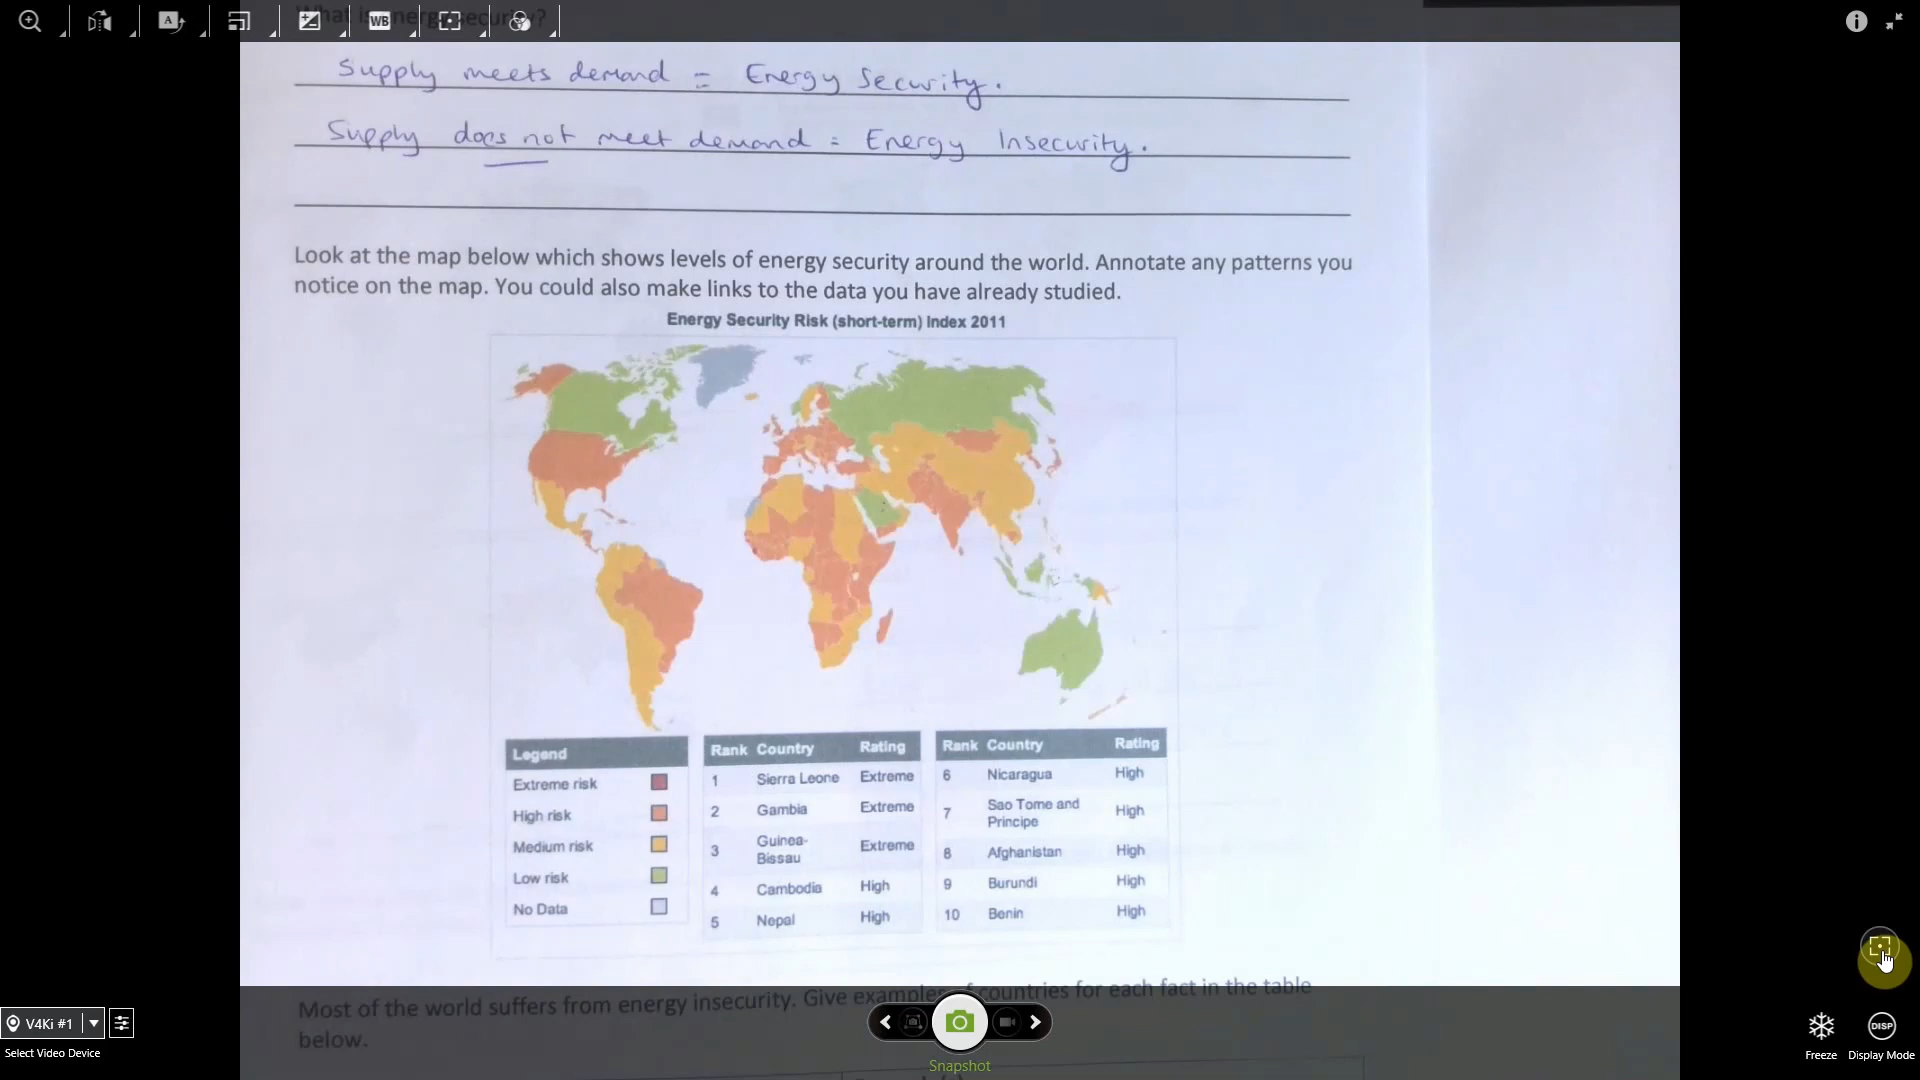 What is energy security?
Supply meets demand = Energy Security.
Supply does not meet demand = Energy Insecurity.
Look at the map below which shows levels of energy security around the world. Annotate any patterns you
notice on the map. You could also make links to the data you have already studied.
Energy Security Risk (short-term) Index 2011
Legend
Extreme risk
High risk
Medium risk
Low risk
No Data
Rank Country Rating
1 Sierra Leone Extreme
2 Gambia Extreme
3 Guinea-
Bissau Extreme
4 Cambodia High
5 Nepal High
Rank Country Rating
6 Nicaragua High
7 Sao Tome and
Principe High
8 Afghanistan High
9 Burundi High
10 Benin High
Most of the world suffers from energy insecurity. Give examples of countries for each fact in the table
below.
A
WB
V4Ki #1
Select Video Device
Snapshot
Freeze
DISP
Display Mode